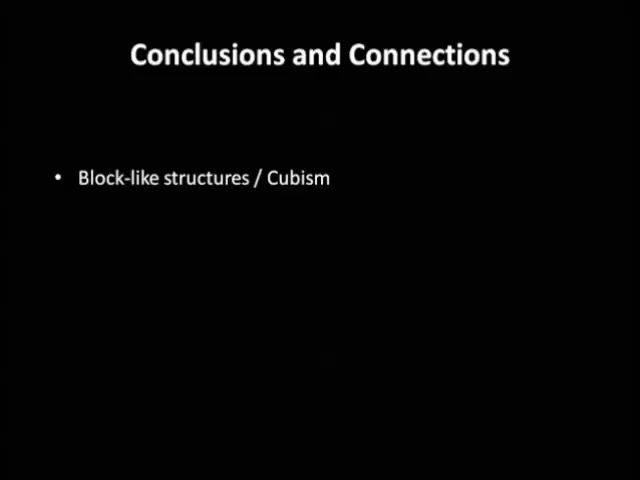 Conclusions and Connections
• Block-like structures / Cubism